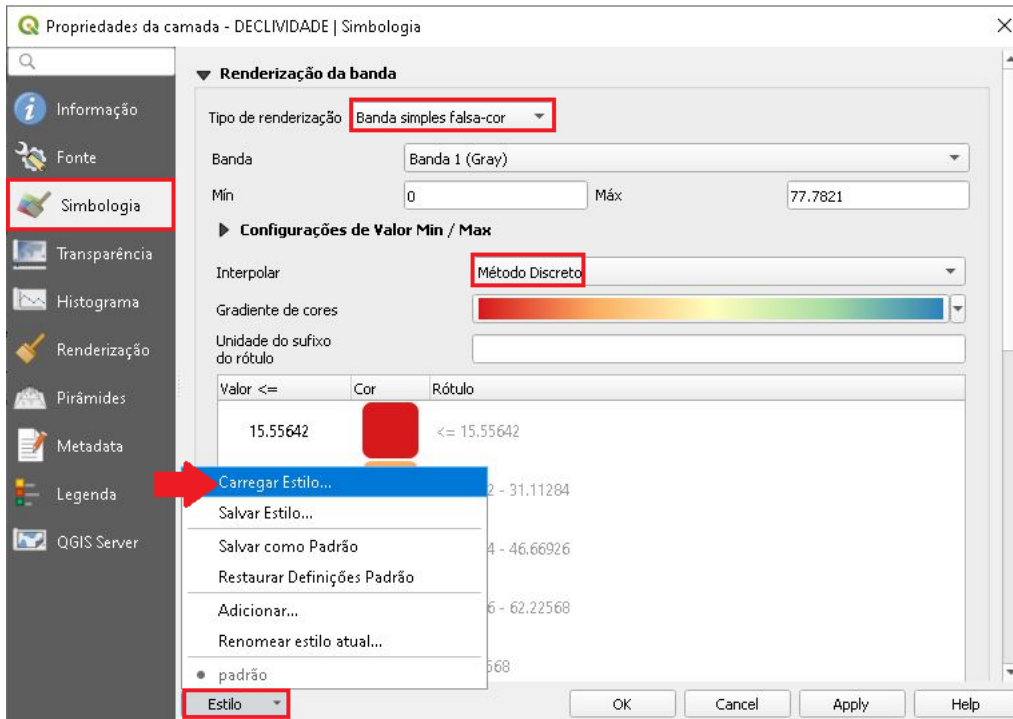 Propriedades da camada - DECLIVIDADE | Simbologia
Informação
Fonte
Simbologia
Transparência
Histograma
Renderização
Pirâmides
Metadata
Legenda
QGIS Server
Renderização da banda
Tipo de renderização Banda simples falsa-cor
Banda Banda 1 (Gray)
Mín 0 Máx 77.7821
Configurações de Valor Min / Max
Interpolar Método Discreto
Gradiente de cores
Unidade do sufixo
do rótulo
Valor <= Cor Rótulo
15.55642 <= 15.55642
2 - 31.11284
4 - 46.66926
6 - 62.22568
568
Carregar Estilo...
Salvar Estilo...
Salvar como Padrão
Restaurar Definições Padrão
Adicionar...
Renomear estilo atual...
padrão
Estilo OK Cancel Apply Help